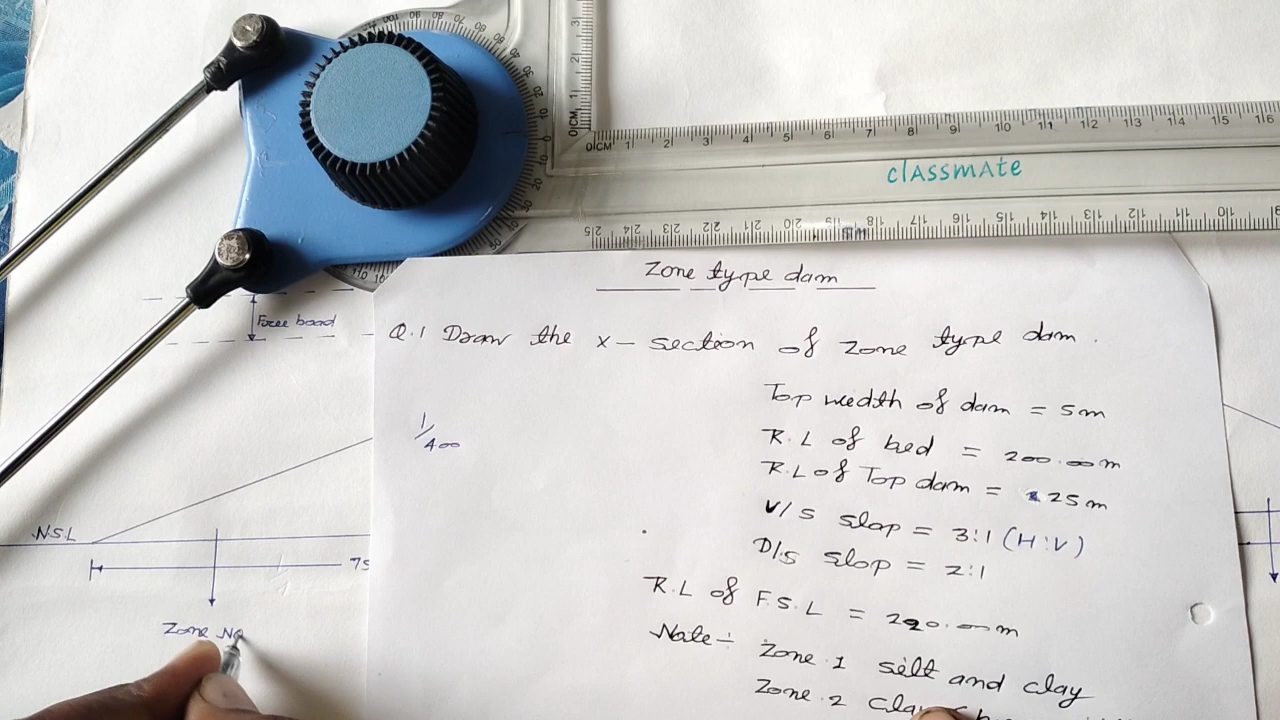 classmate
Zone type dam
Q.1 Draw the x-section of zone type dam.
Top width of dam = 5m
1/400
R.L of bed = 200.00m
R.L of Top dam = 225m
U/S slop = 3:1 (H:V)
D/S slop = 2:1
R.L of F.S.L = 220.00m
Note÷ Zone.1 silt and clay
Zone.2
Free board
N.S.L
75
Zone No